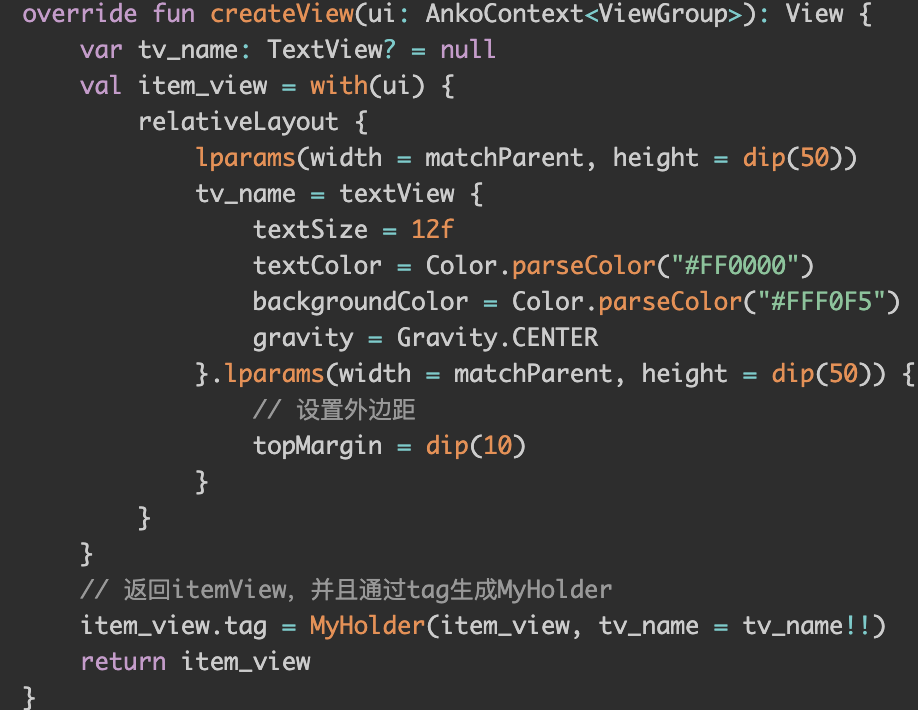 override fun createView(ui: AnkoContext<ViewGroup>): View {
    var tv_name: TextView? = null
    val item_view = with(ui) {
        relativeLayout {
            lparams(width = matchParent, height = dip(50))
            tv_name = textView {
                textSize = 12f
                textColor = Color.parseColor("#FF0000")
                backgroundColor = Color.parseColor("#FFF0F5")
                gravity = Gravity.CENTER
            }.lparams(width = matchParent, height = dip(50)) {
                // 设置外边距
                topMargin = dip(10)
            }
        }
    }
    // 返回itemView，并且通过tag生成MyHolder
    item_view.tag = MyHolder(item_view, tv_name = tv_name!!)
    return item_view
}